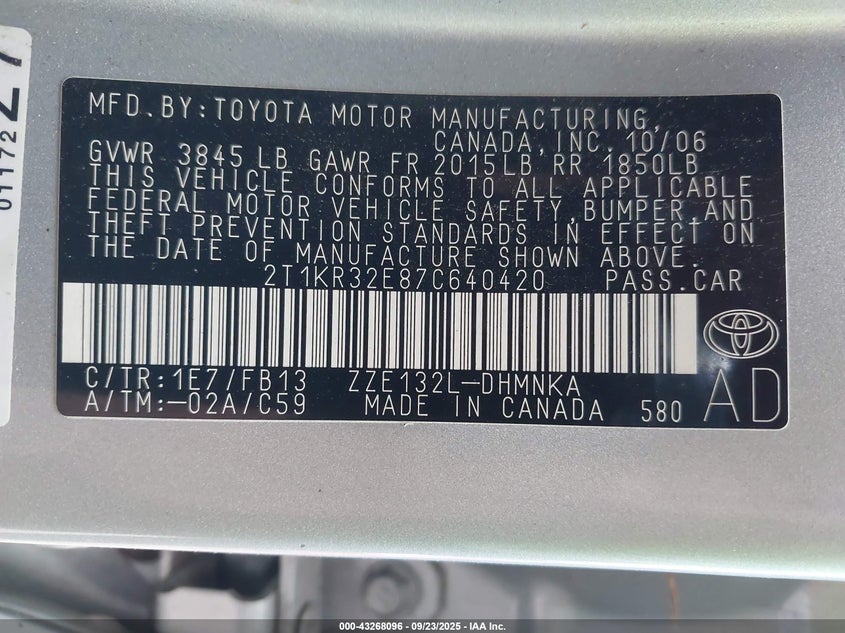 01172
27
MFD.BY:TOYOTA MOTOR MANUFACTURING,
CANADA,INC. 10/06
GVWR 3845LB GAWR FR 2015LB RR 1850LB
THIS VEHICLE CONFORMS TO ALL APPLICABLE
FEDERAL MOTOR VEHICLE SAFETY,BUMPER,AND
THEFT PREVENTION STANDARDS IN EFFECT ON
THE DATE OF MANUFACTURE SHOWN ABOVE.
2T1KR32E87C640420 PASS.CAR
C/TR:1E7/FB13 ZZE132L-DHMNKA
A/TM:-02A/C59 MADE IN CANADA 580
AD
000-43268096 - 09/23/2025 - IAA Inc.